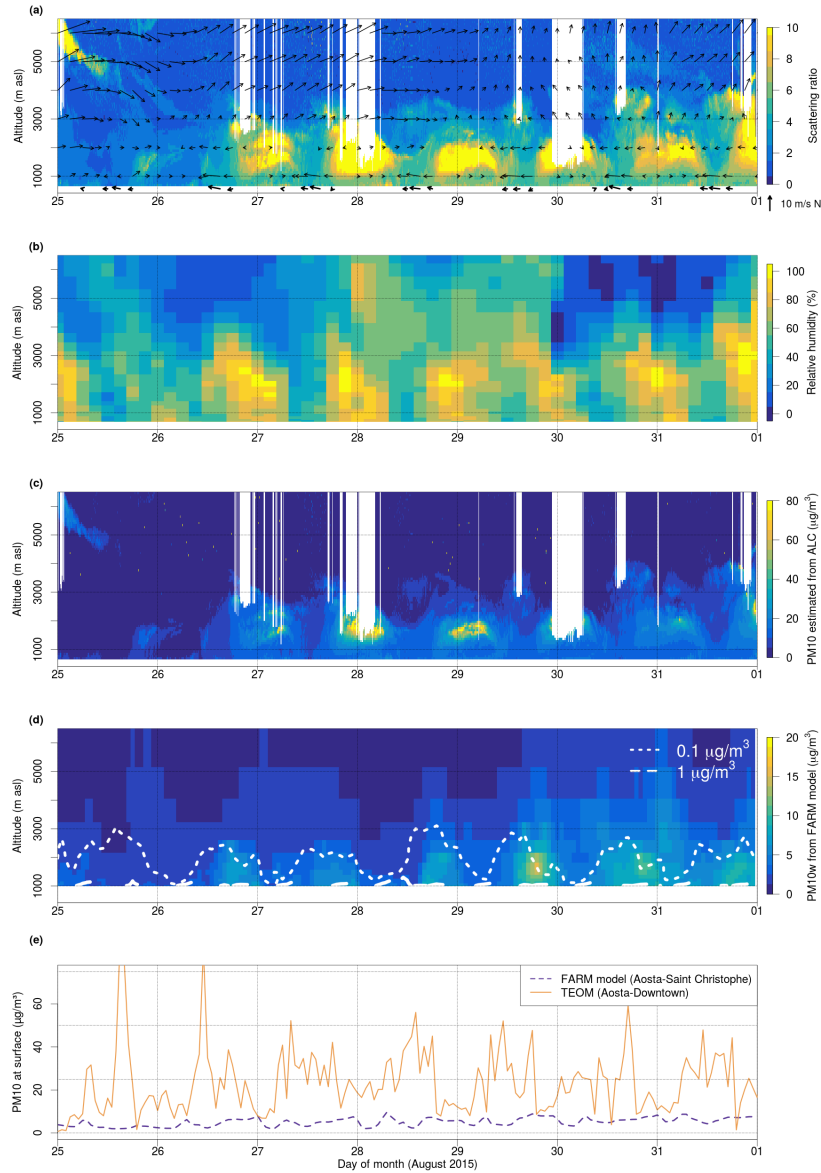 (a)
Altitude (m asl)
1000 3000 5000
25 26 27 28 29 30 31 01
0 2 4 6 8 10
Scattering ratio
10 m/s N
(b)
Altitude (m asl)
1000 3000 5000
25 26 27 28 29 30 31 01
0 20 40 60 80 100
Relative humidity (%)
(c)
Altitude (m asl)
1000 3000 5000
25 26 27 28 29 30 31 01
0 20 40 60 80
PM10 estimated from ALC (µg/m³)
(d)
0.1 µg/m³
1 µg/m³
Altitude (m asl)
1000 3000 5000
25 26 27 28 29 30 31 01
0 5 10 15 20
PM10w from FARM model (µg/m³)
(e)
FARM model (Aosta-Saint Christophe)
TEOM (Aosta-Downtown)
PM10 at surface (µg/m³)
0 20 40 60
25 26 27 28 29 30 31 01
Day of month (August 2015)